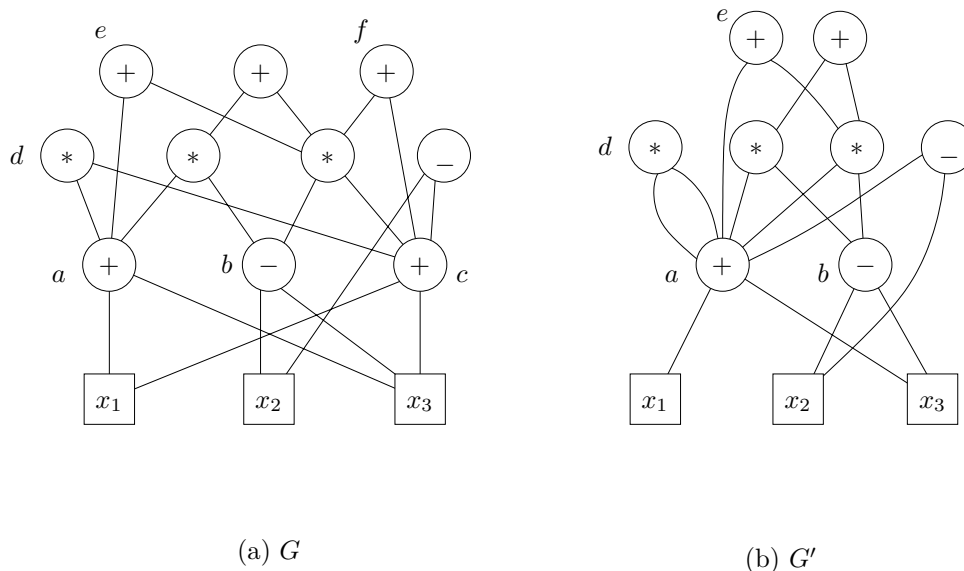 e f e
+ + + + +
d * * * − d * * * −
a + b − + c a + b −
x₁ x₂ x₃ x₁ x₂ x₃
(a) G
(b) G′